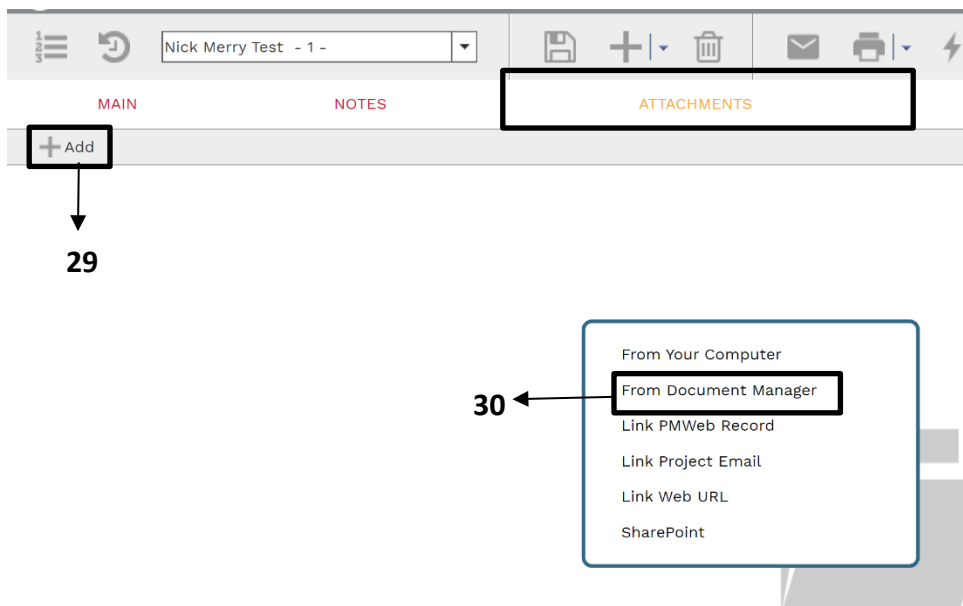 Nick Merry Test - 1 -
MAIN NOTES ATTACHMENTS
Add
29
From Your Computer
From Document Manager
30
Link PMWeb Record
Link Project Email
Link Web URL
SharePoint